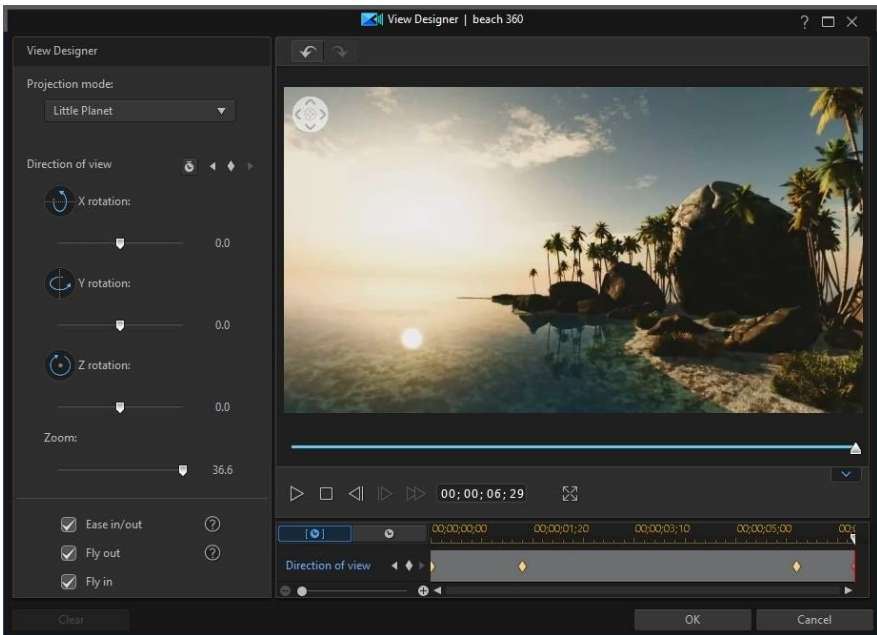 View Designer | beach 360
?
View Designer
Projection mode:
Little Planet
Direction of view
X rotation:
0.0
Y rotation:
0.0
Z rotation:
0.0
Zoom:
36.6
Ease in/out ?
Fly out ?
Fly in
00;00;06;29
00;00;00;00 00;00;01;20 00;00;03;10 00;00;05;00
Direction of view
Clear
OK Cancel